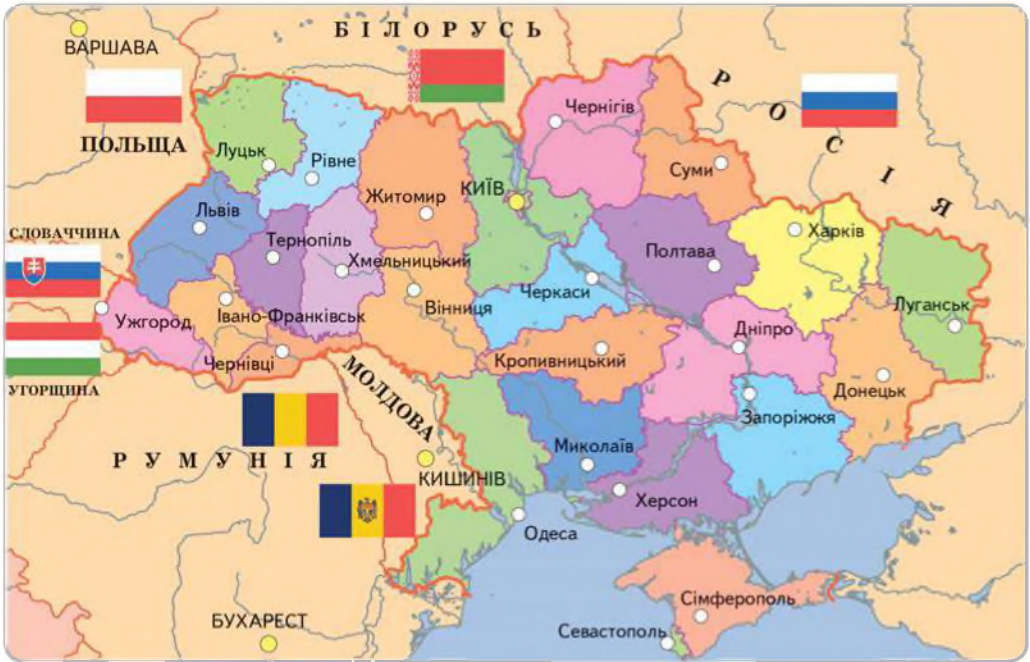 ВАРШАВА
БІЛОРУСЬ
РОСІЯ
ПОЛЬЩА
Чернігів
Луцьк
Рівне
Суми
Житомир
КИЇВ
Львів
СЛОВАЧЧИНА
Тернопіль
Хмельницький
Полтава
Харків
Черкаси
Вінниця
Луганськ
Ужгород
Івано-Франківськ
Дніпро
Чернівці
Кропивницький
УГОРЩИНА
МОЛДОВА
Донецьк
Запоріжжя
РУМУНІЯ
Миколаїв
КИШИНІВ
Херсон
Одеса
Сімферополь
БУХАРЕСТ
Севастополь